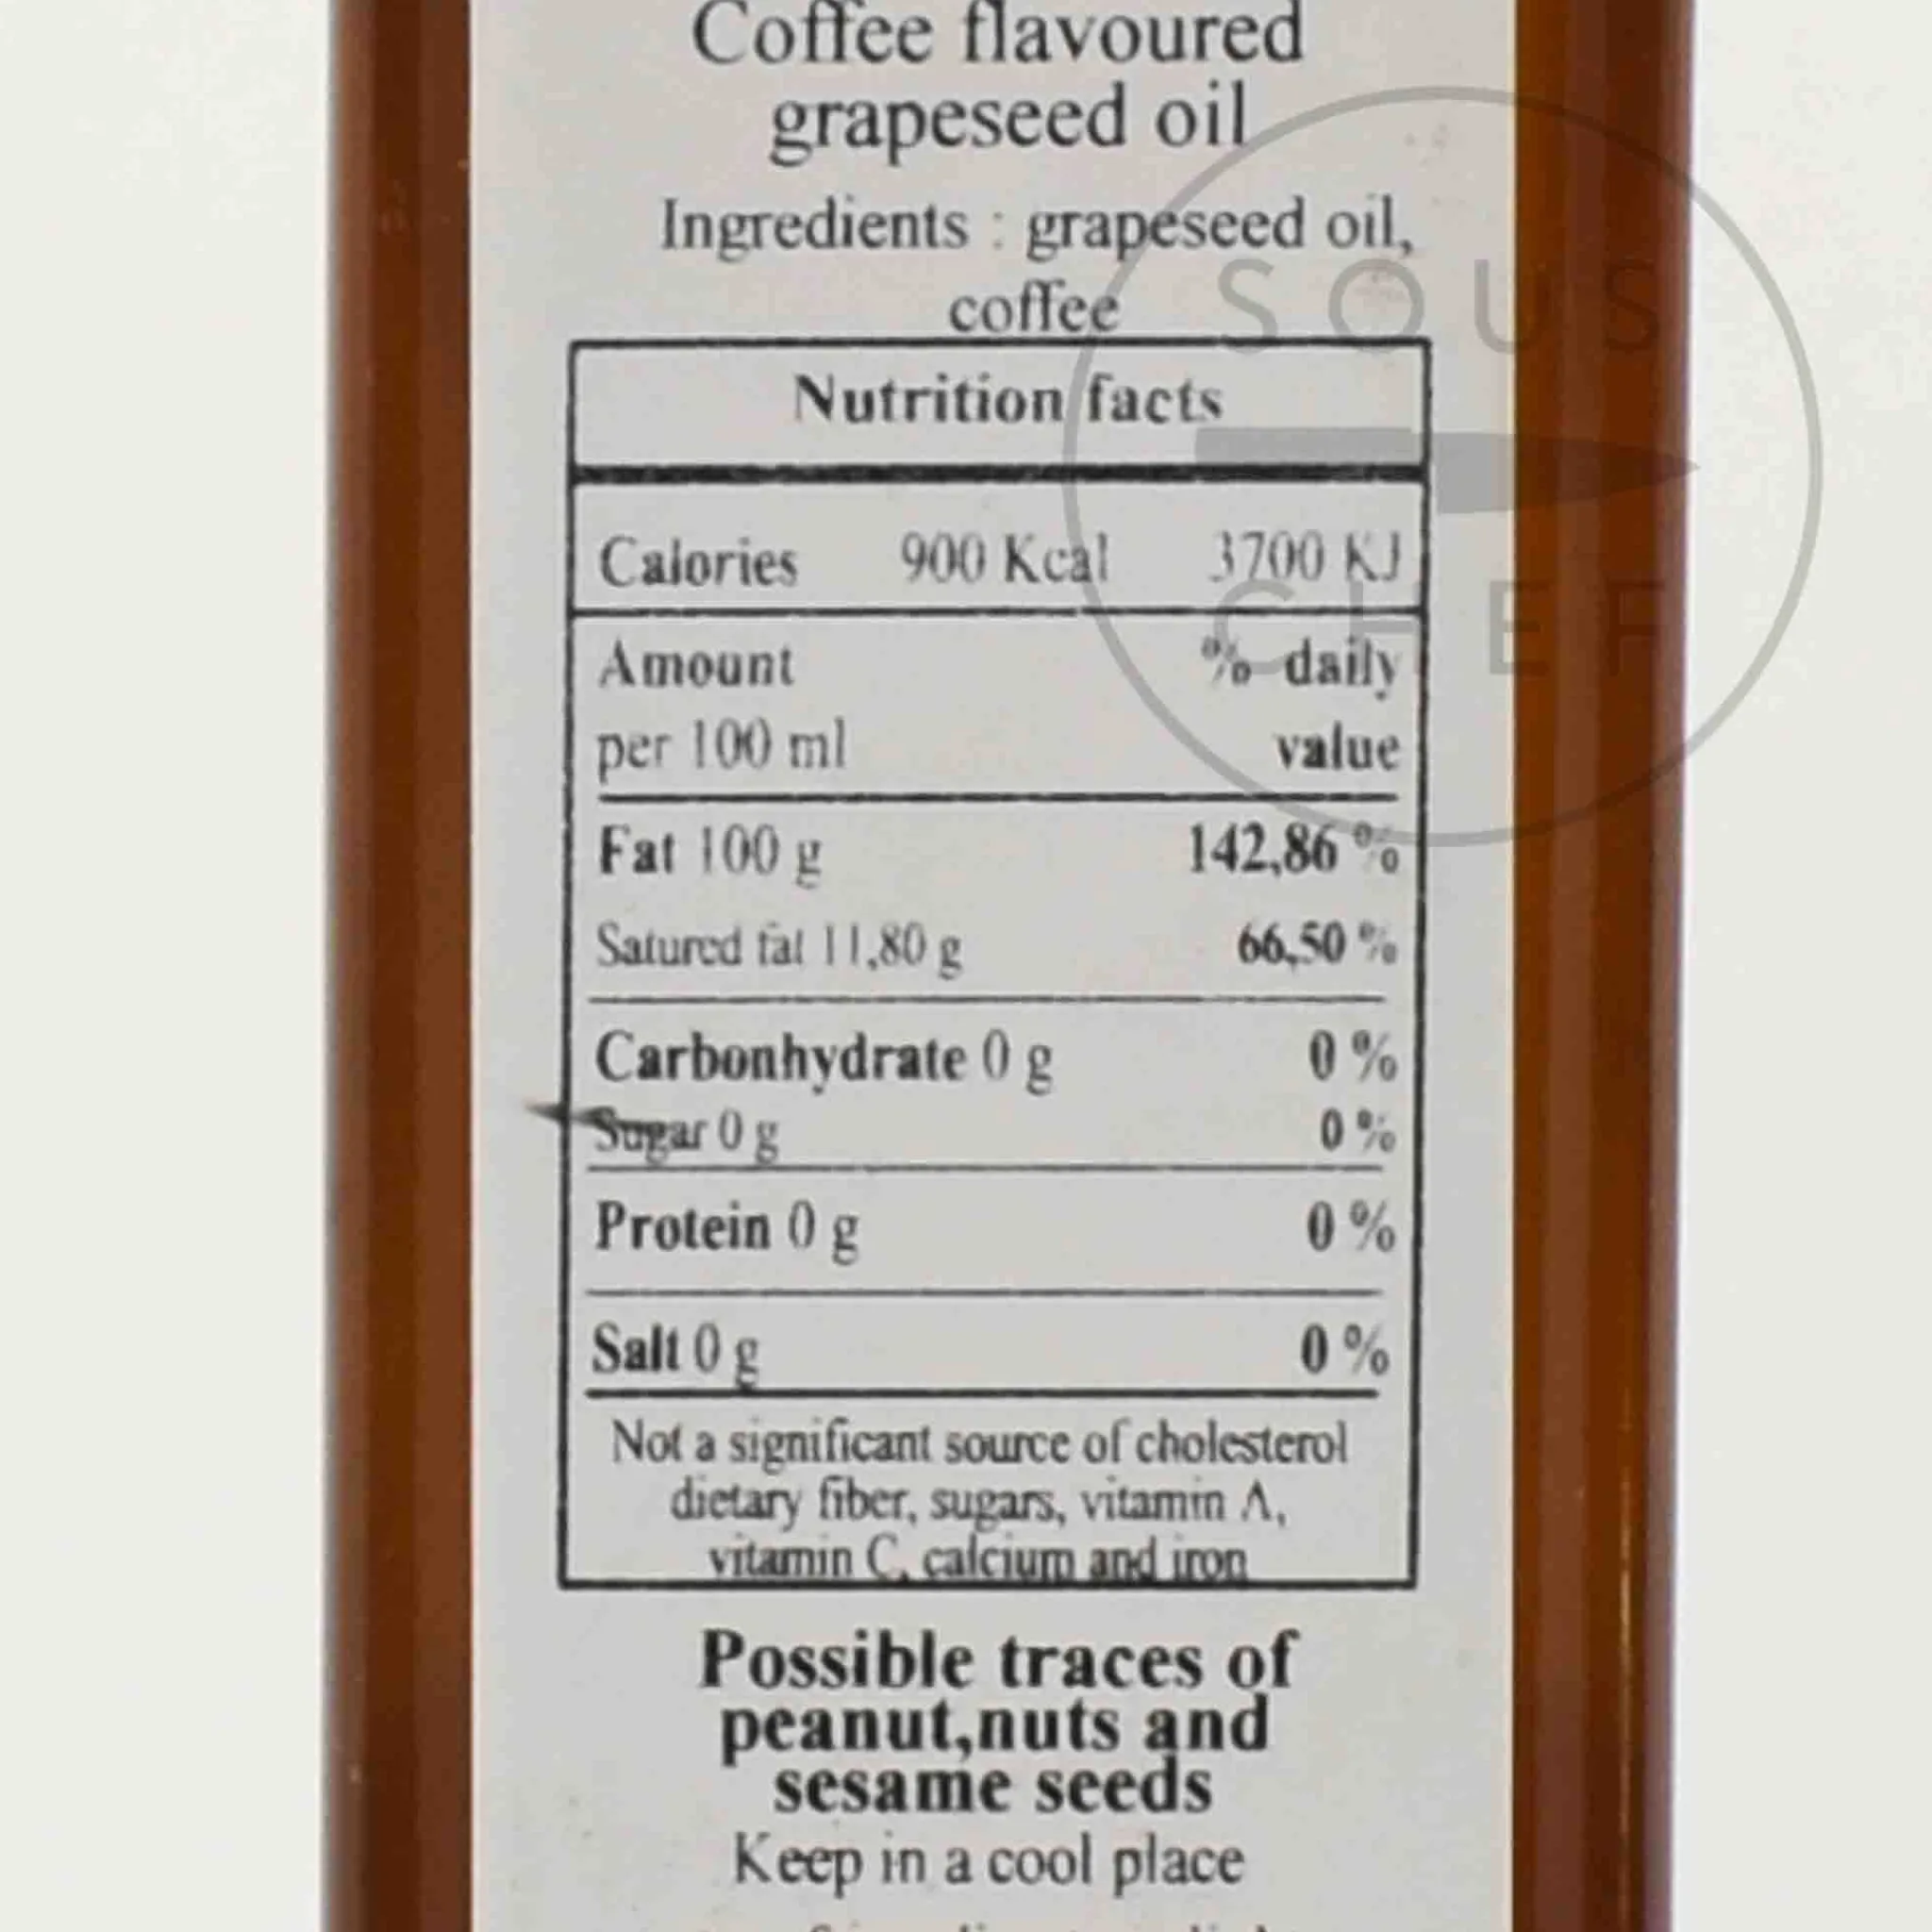 Coffee flavoured
grapeseed oil
Ingredients : grapeseed oil,
coffee
Nutrition facts
Calories 900 Kcal 3700 KJ
Amount % daily
per 100 ml value
Fat 100 g 142,86 %
Satured fat 11,80 g 66,50 %
Carbonhydrate 0 g 0 %
Sugar 0 g 0 %
Protein 0 g 0 %
Salt 0 g 0 %
Not a significant source of cholesterol
dietary fiber, sugars, vitamin A,
vitamin C, calcium and iron
Possible traces of
peanut,nuts and
sesame seeds
Keep in a cool place
SOUS
CHEF